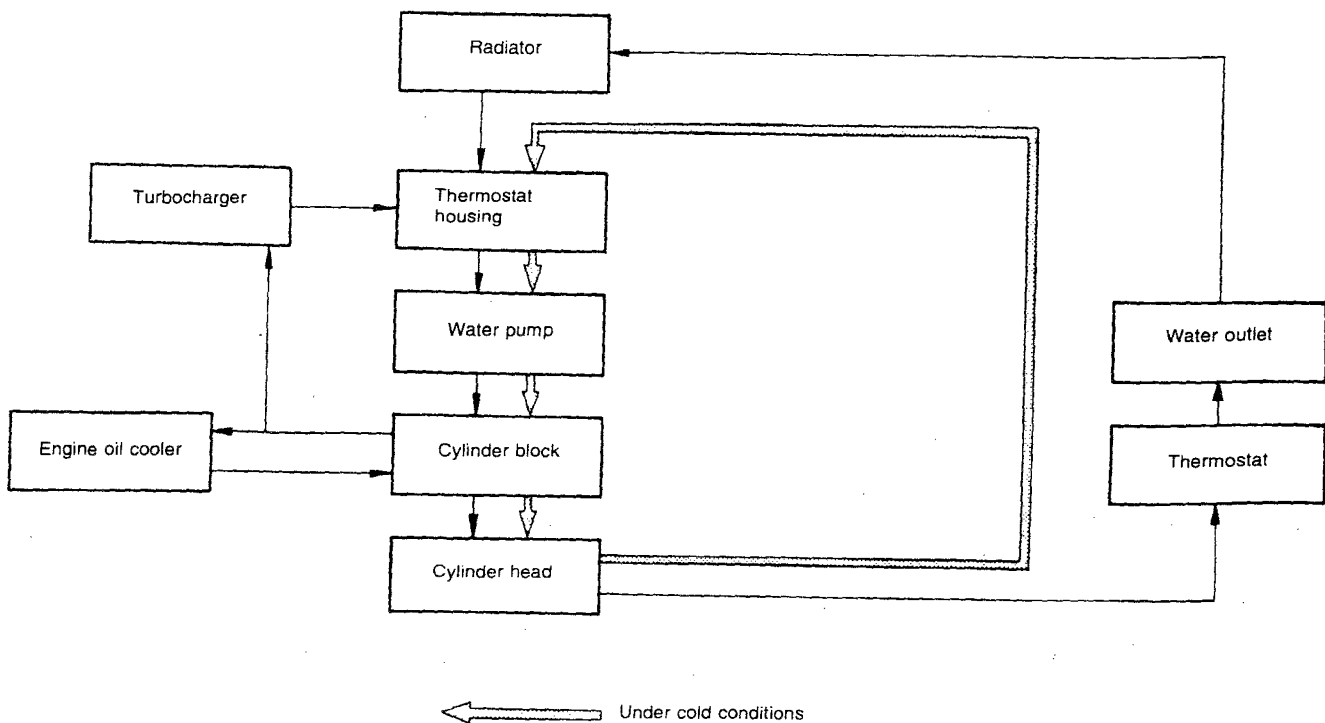 Radiator
Turbocharger
Thermostat
housing
Water pump
Water outlet
Engine oil cooler
Cylinder block
Thermostat
Cylinder head
Under cold conditions